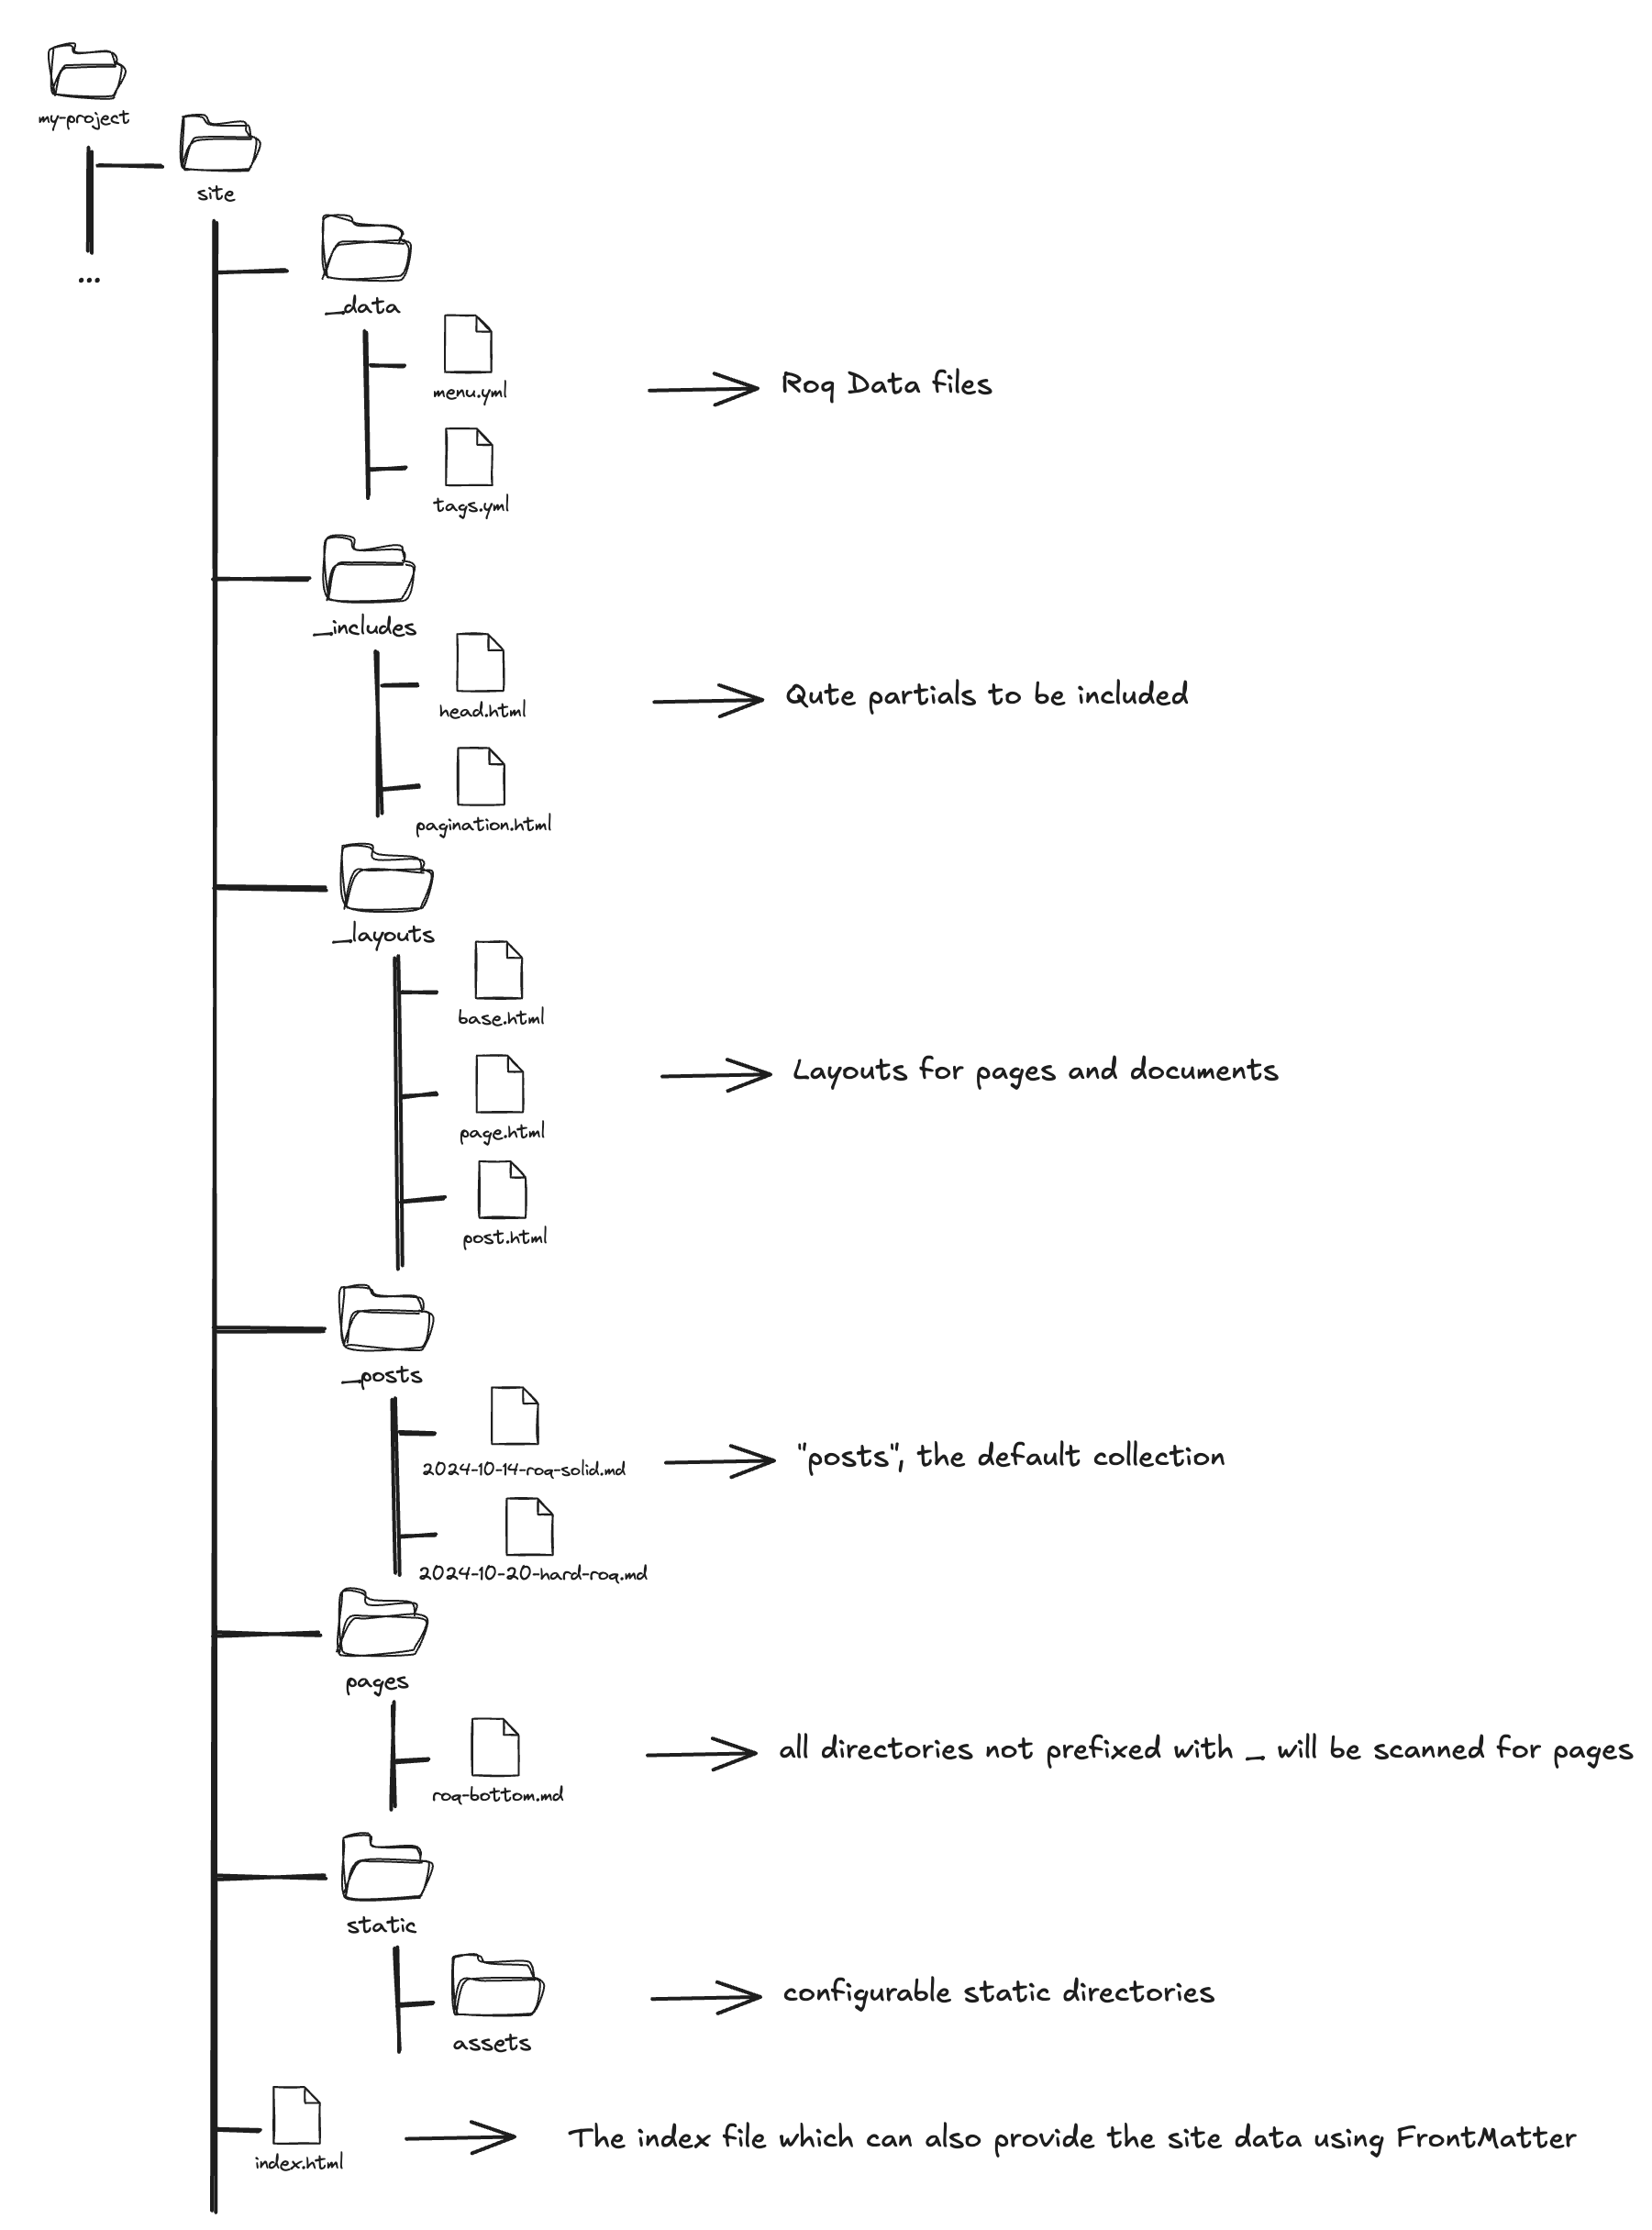 my-project
site
...
_data
menu.yml
Roq Data files
tags.yml
_includes
head.html
Qute partials to be included
pagination.html
_layouts
base.html
Layouts for pages and documents
page.html
post.html
_posts
2024-10-14-roq-solid.md
"posts", the default collection
2024-10-20-hard-roq.md
pages
all directories not prefixed with _ will be scanned for pages
roq-bottom.md
static
configurable static directories
assets
The index file which can also provide the site data using FrontMatter
index.html